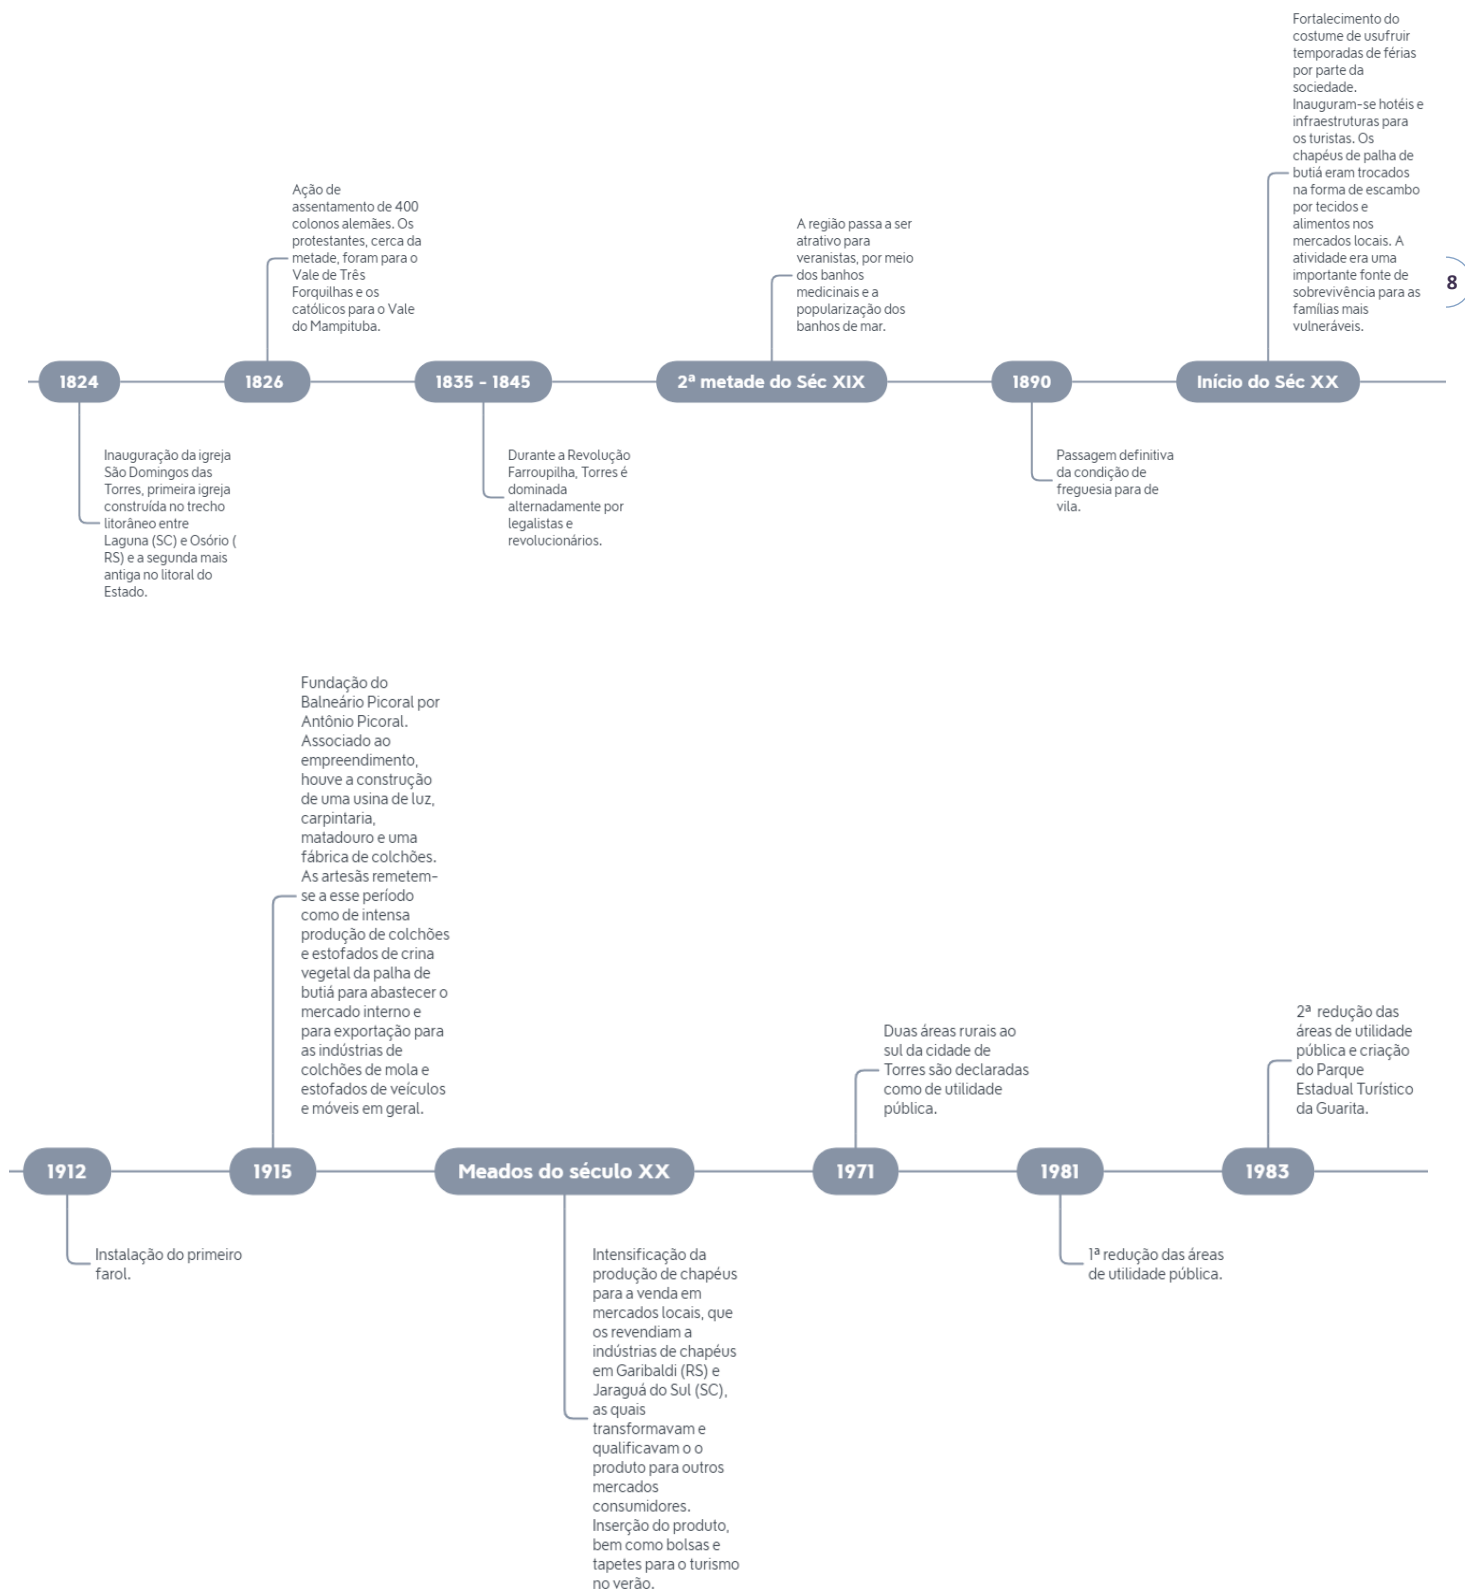 1824
Inauguração da igreja
São Domingos das
Torres, primeira igreja
construída no trecho
litorâneo entre
Laguna (SC) e Osório (
RS) e a segunda mais
antiga no litoral do
Estado.
1826
Ação de
assentamento de 400
colonos alemães. Os
protestantes, cerca da
metade, foram para o
Vale de Três
Forquilhas e os
católicos para o Vale
do Mampituba.
1835 - 1845
Durante a Revolução
Farroupilha, Torres é
dominada
alternadamente por
legalistas e
revolucionários.
2ª metade do Séc XIX
A região passa a ser
atrativo para
veranistas, por meio
dos banhos
medicinais e a
popularização dos
banhos de mar.
1890
Passagem definitiva
da condição de
freguesia para de
vila.
Início do Séc XX
Fortalecimento do
costume de usufruir
temporadas de férias
por parte da
sociedade.
Inauguram-se hotéis e
infraestruturas para
os turistas. Os
chapéus de palha de
butiá eram trocados
na forma de escambo
por tecidos e
alimentos nos
mercados locais. A
atividade era uma
importante fonte de
sobrevivência para as
famílias mais
vulneráveis.
8
1912
Instalação do primeiro
farol.
1915
Fundação do
Balneário Picoral por
Antônio Picoral.
Associado ao
empreendimento,
houve a construção
de uma usina de luz,
carpintaria,
matadouro e uma
fábrica de colchões.
As artesãs remetem-
se a esse período
como de intensa
produção de colchões
e estofados de crina
vegetal da palha de
butiá para abastecer o
mercado interno e
para exportação para
as indústrias de
colchões de mola e
estofados de veículos
e móveis em geral.
Meados do século XX
Intensificação da
produção de chapéus
para a venda em
mercados locais, que
os revendiam a
indústrias de chapéus
em Garibaldi (RS) e
Jaraguá do Sul (SC),
as quais
transformavam e
qualificavam o o
produto para outros
mercados
consumidores.
Inserção do produto,
bem como bolsas e
tapetes para o turismo
no verão.
1971
Duas áreas rurais ao
sul da cidade de
Torres são declaradas
como de utilidade
pública.
1981
1ª redução das áreas
de utilidade pública.
1983
2ª redução das
áreas de utilidade
pública e criação
do Parque
Estadual Turístico
da Guarita.